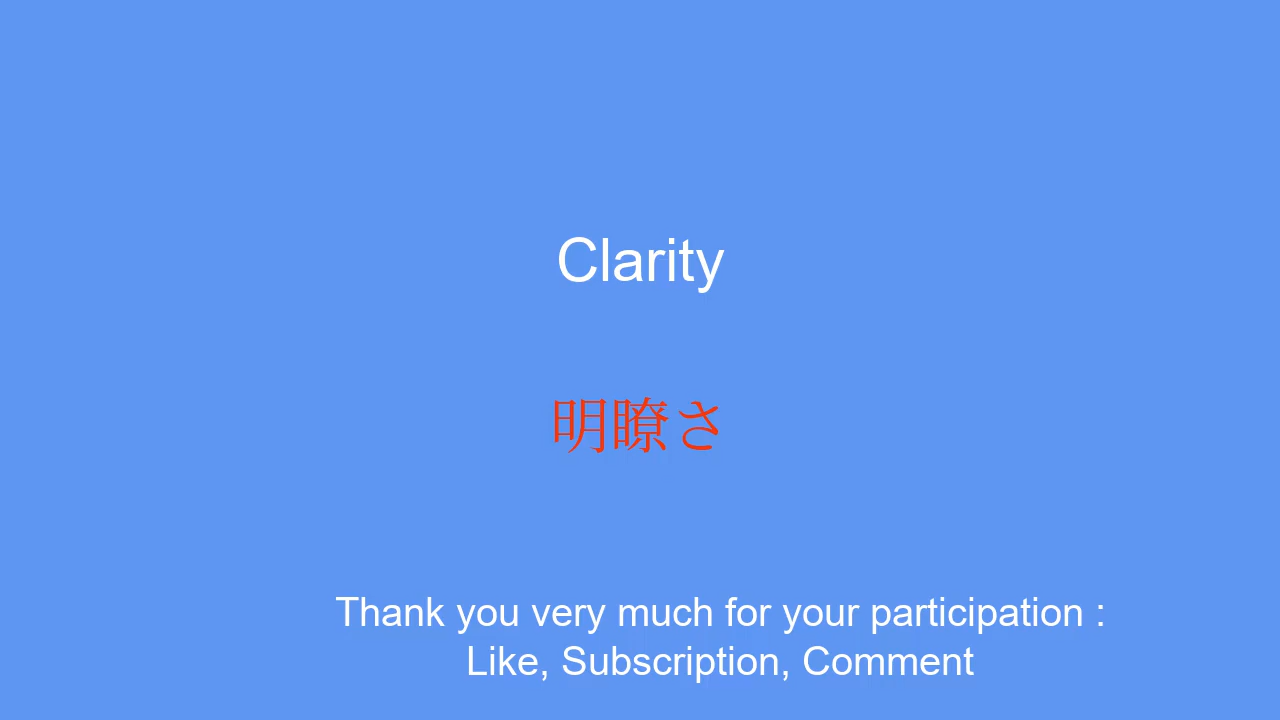 Clarity
明瞭さ
Thank you very much for your participation :
Like, Subscription, Comment